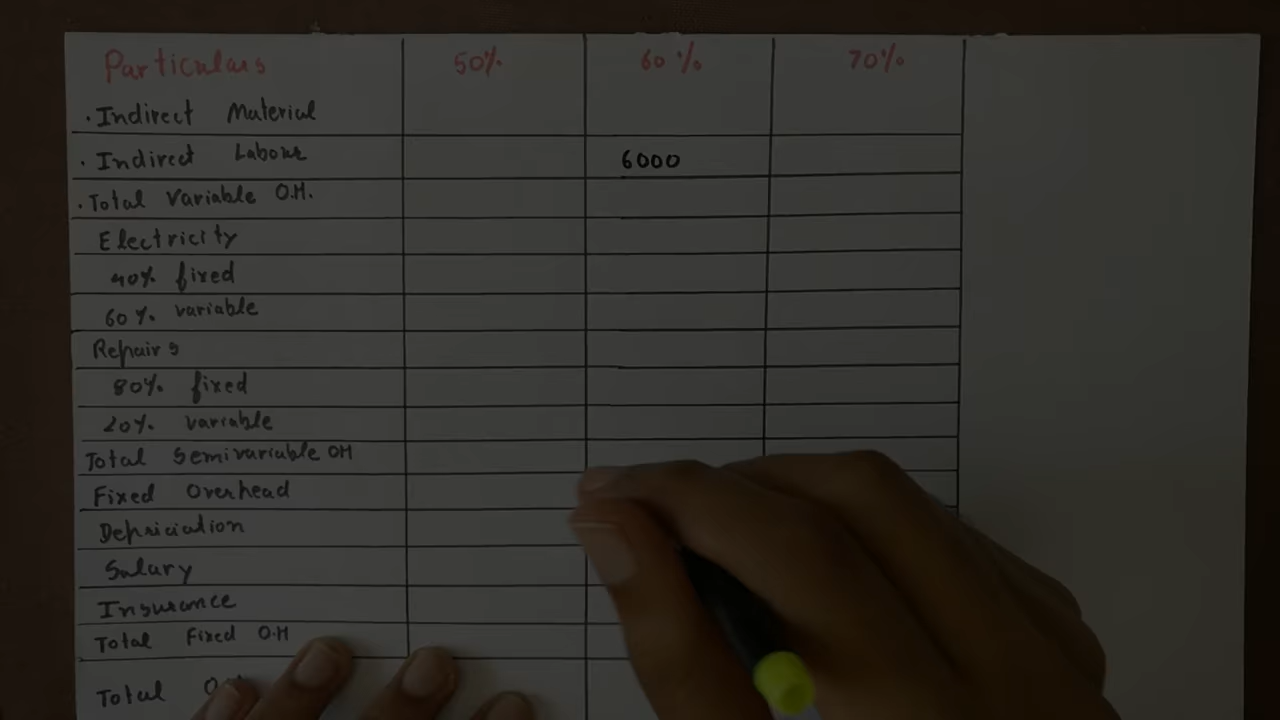 Particulars 50% 60% 70%
· Indirect Material
· Indirect Labour 6000
· Total Variable O.H.
Electricity
40% fixed
60%. variable
Repairs
80%. fixed
20%. variable
Total Semivariable OH
Fixed Overhead
Depriciation
Salary
Insurance
Total Fixed O.H
Total